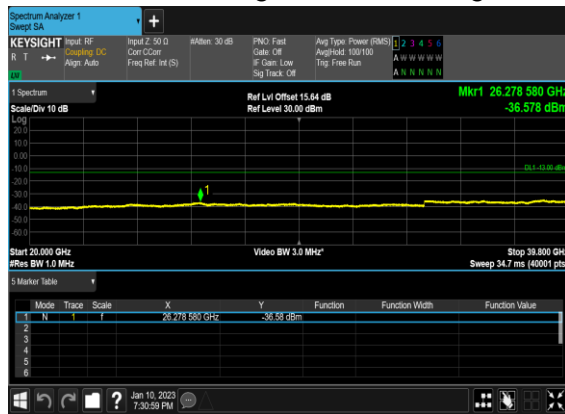 Spectrum Analyzer 1
Swept SA
+
KEYSIGHT Input: RF Input Z: 50 Ω #Atten: 30 dB PNO: Fast Avg Type: Power (RMS) 1 2 3 4 5 6
R T Coupling: DC Corr CCorr Gate: Off Avg|Hold: 100/100 A W W W W W
Align: Auto Freq Ref: Int (S) IF Gain: Low Trig: Free Run
LW Sig Track: Off A N N N N N
1 Spectrum Ref Lvl Offset 15.64 dB Mkr1 26.278 580 GHz
Scale/Div 10 dB Ref Level 30.00 dBm -36.578 dBm
Log
20.0
10.0
0.00
-10.0 DL1 -13.00 dBm
-20.0
1
-30.0
-40.0
-50.0
-60.0
Start 20.000 GHz Video BW 3.0 MHz* Stop 39.800 GHz
#Res BW 1.0 MHz Sweep 34.7 ms (40001 pts)
5 Marker Table
Mode Trace Scale X Y Function Function Width Function Value
1 N 1 f 26.278 580 GHz -36.58 dBm
2
3
4
5
6
? Jan 10, 2023
7:30:59 PM